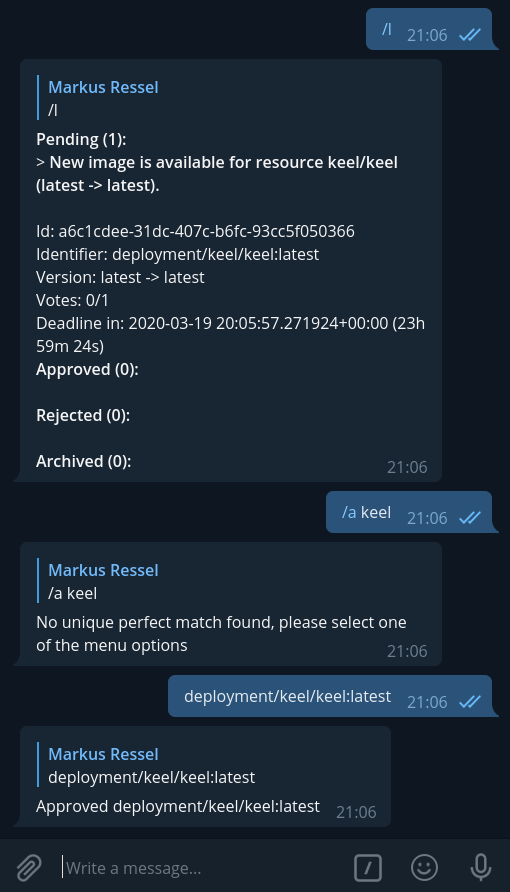 /l 21:06
Markus Ressel
/l
Pending (1):
> New image is available for resource keel/keel
(latest -> latest).
Id: a6c1cdee-31dc-407c-b6fc-93cc5f050366
Identifier: deployment/keel/keel:latest
Version: latest -> latest
Votes: 0/1
Deadline in: 2020-03-19 20:05:57.271924+00:00 (23h
59m 24s)
Approved (0):
Rejected (0):
Archived (0):
21:06
/a keel 21:06
Markus Ressel
/a keel
No unique perfect match found, please select one
of the menu options
21:06
deployment/keel/keel:latest 21:06
Markus Ressel
deployment/keel/keel:latest
Approved deployment/keel/keel:latest 21:06
Write a message...